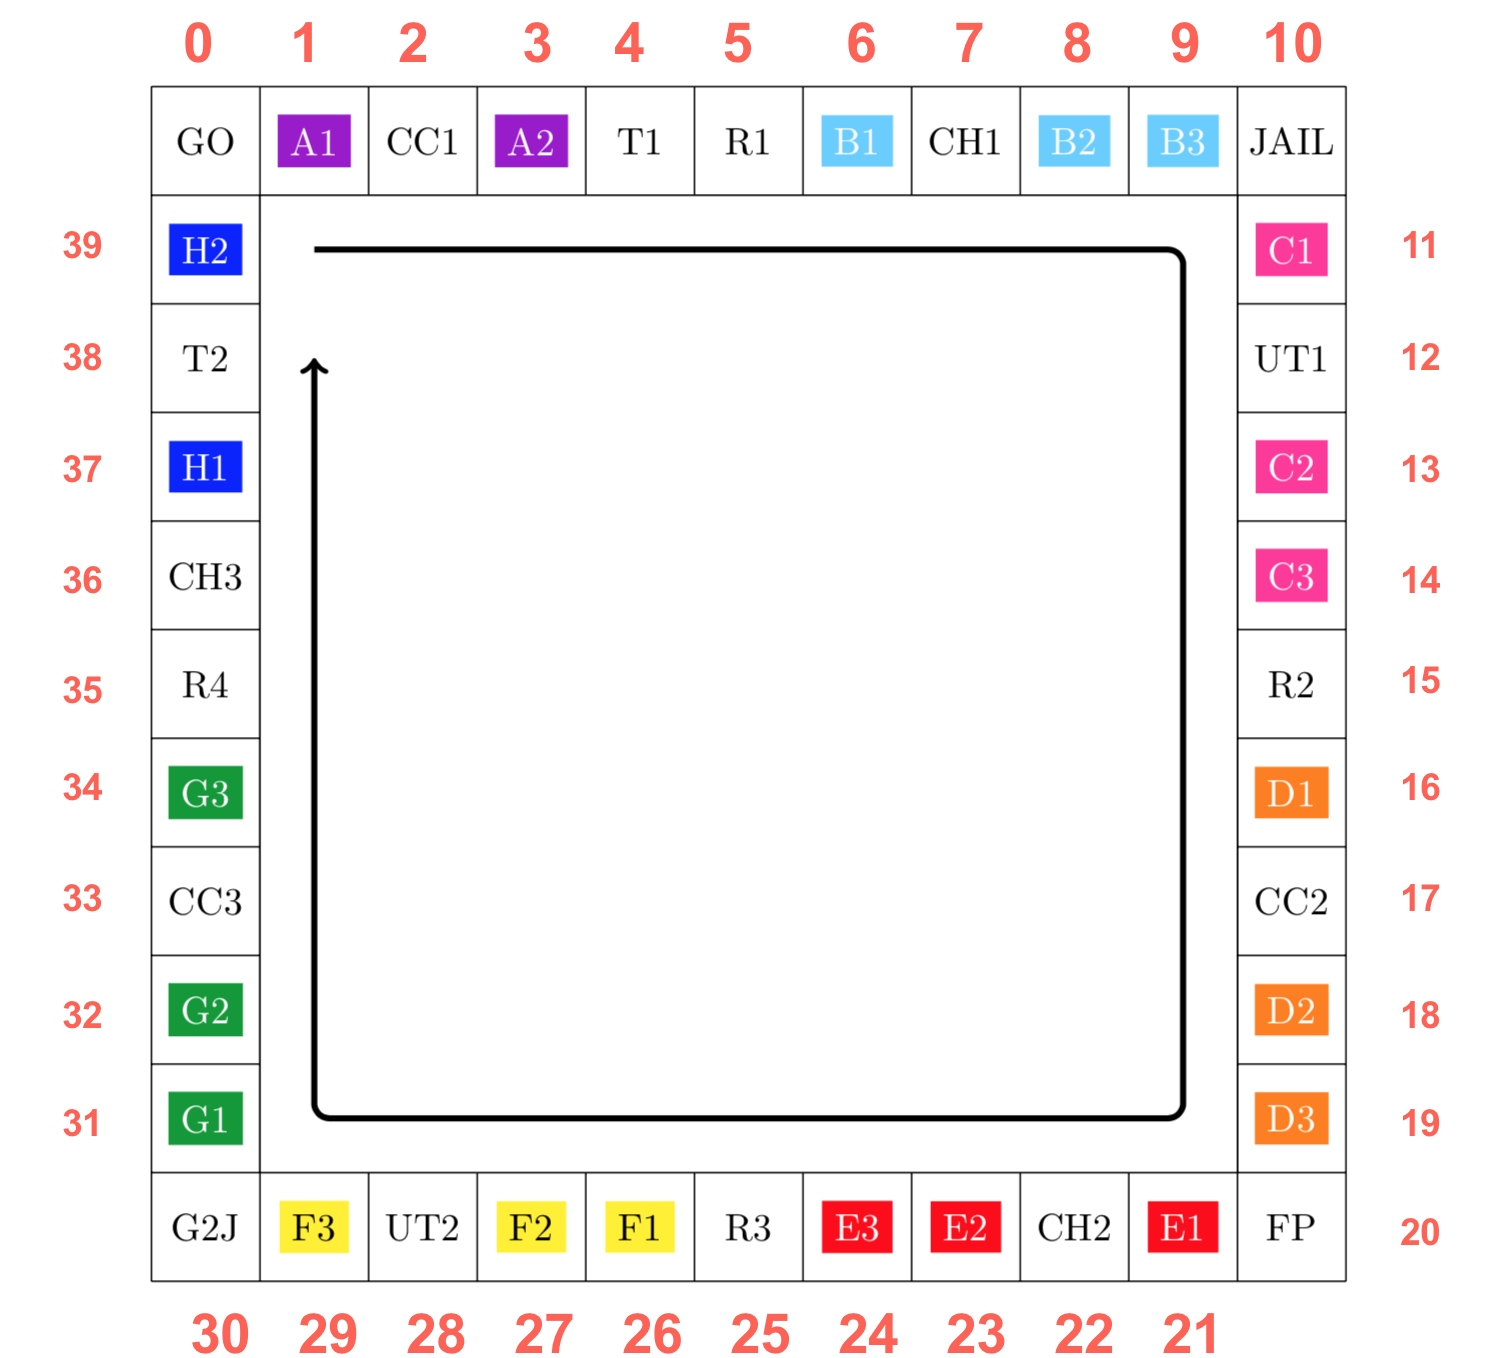 0 1 2 3 4 5 6 7 8 9 10
GO A1 CC1 A2 T1 R1 B1 CH1 B2 B3 JAIL
39 H2 C1 11
38 T2 UT1 12
37 H1 C2 13
36 CH3 C3 14
35 R4 R2 15
34 G3 D1 16
33 CC3 CC2 17
32 G2 D2 18
31 G1 D3 19
G2J F3 UT2 F2 F1 R3 E3 E2 CH2 E1 FP 20
30 29 28 27 26 25 24 23 22 21